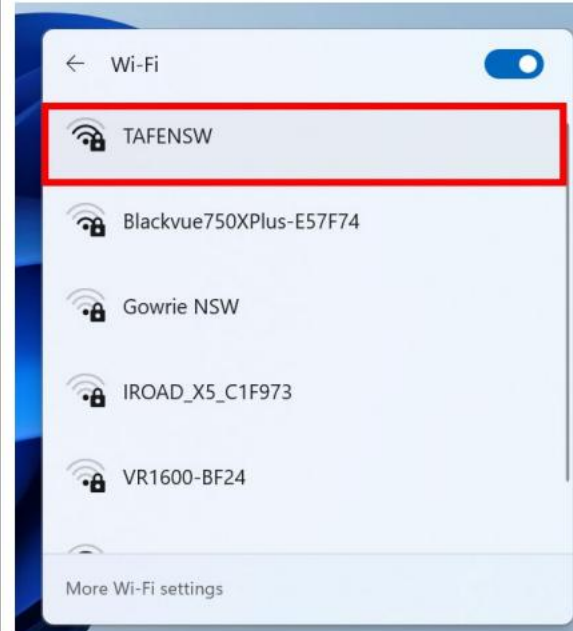 Wi-Fi
TAFENSW
Blackvue750XPlus-E57F74
Gowrie NSW
IROAD_X5_C1F973
VR1600-BF24
More Wi-Fi settings